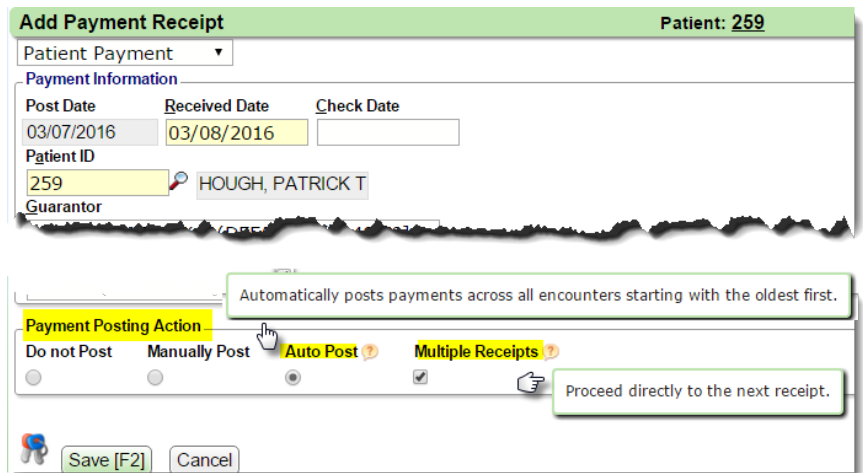 Add Payment Receipt Patient: 259
Patient Payment
Payment Information
Post Date Received Date Check Date
03/07/2016 03/08/2016
Patient ID
259 HOUGH, PATRICK T
Guarantor
Automatically posts payments across all encounters starting with the oldest first.
Payment Posting Action
Do not Post Manually Post Auto Post ? Multiple Receipts ?
Proceed directly to the next receipt.
Save [F2] Cancel